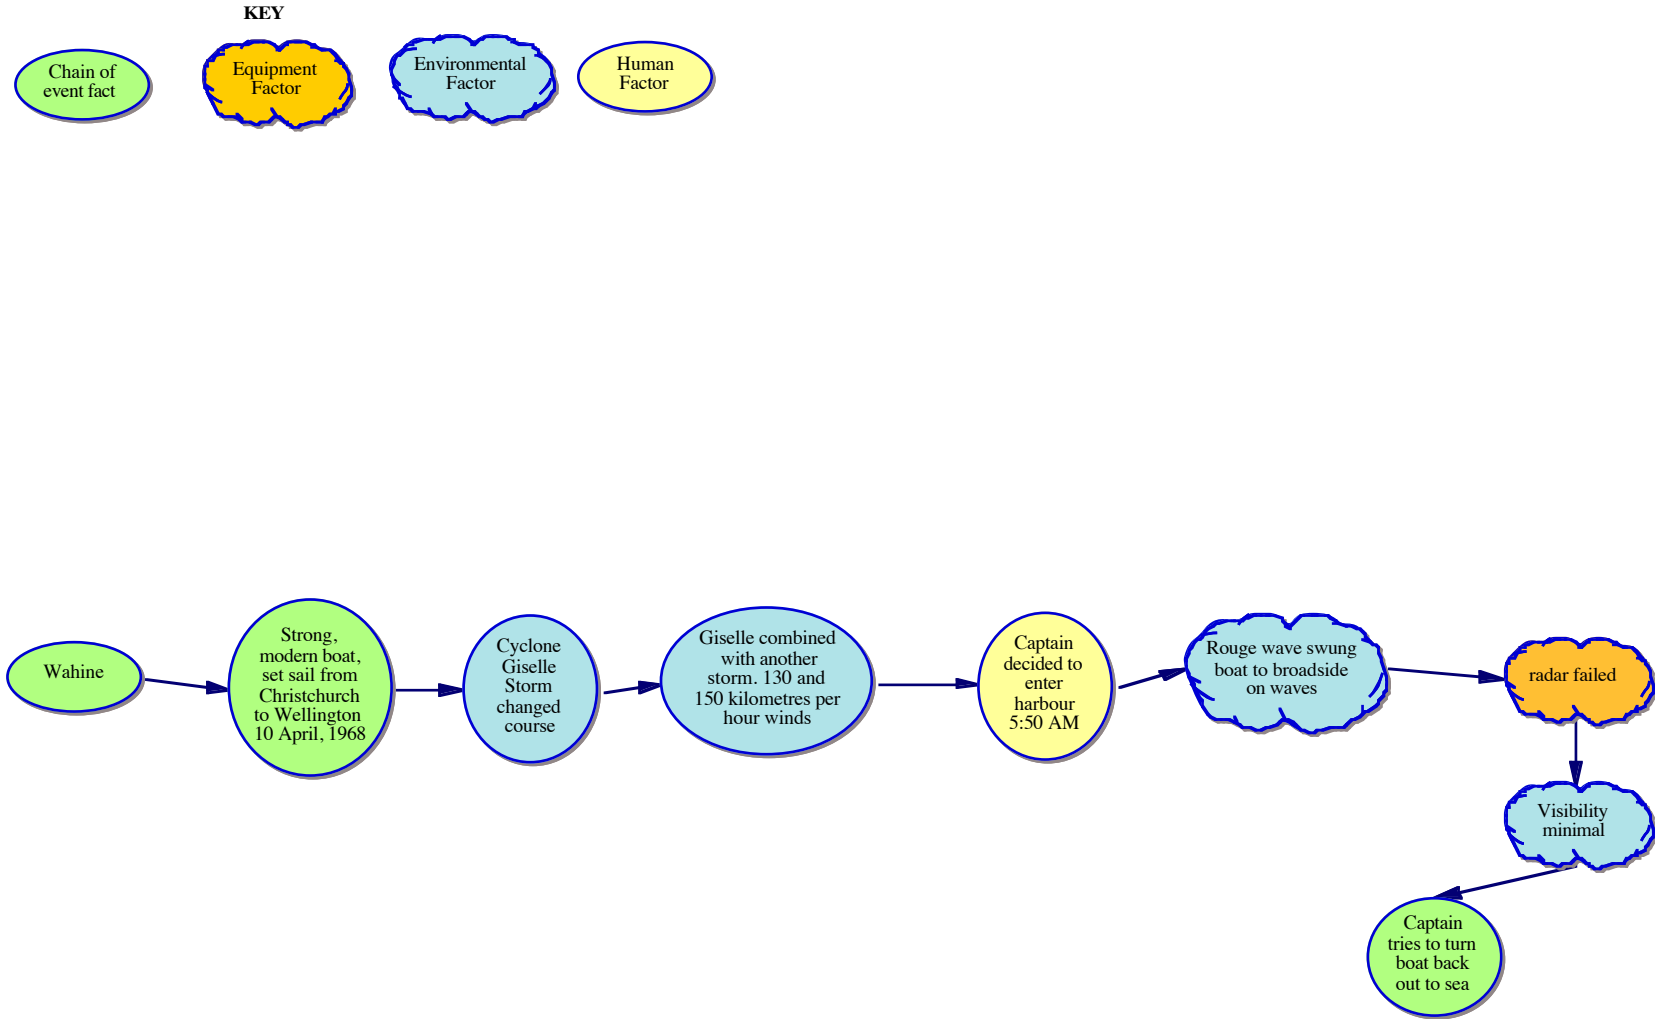 KEY
Chain of
event fact
Equipment
Factor
Environmental
Factor
Human
Factor
Wahine
Strong,
modern boat,
set sail from
Christchurch
to Wellington
10 April, 1968
Cyclone
Giselle
Storm
changed
course
Giselle combined
with another
storm. 130 and
150 kilometres per
hour winds
Captain
decided to
enter
harbour
5:50 AM
Rouge wave swung
boat to broadside
on waves
radar failed
Visibility
minimal
Captain
tries to turn
boat back
out to sea